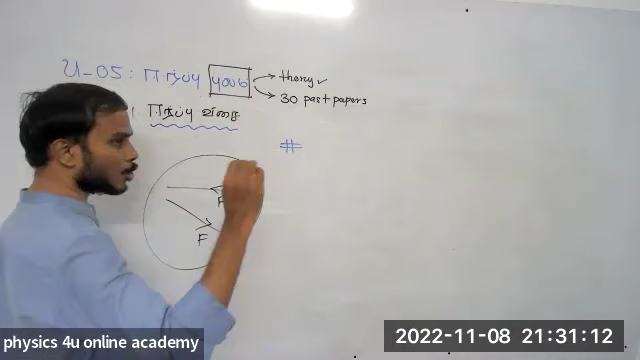 U-05: ஈர்ப்பு புலம் → theory ✓
→ 30 past papers
ஈர்ப்பு விசை
#
F
F
physics 4u online academy
2022-11-08 21:31:12